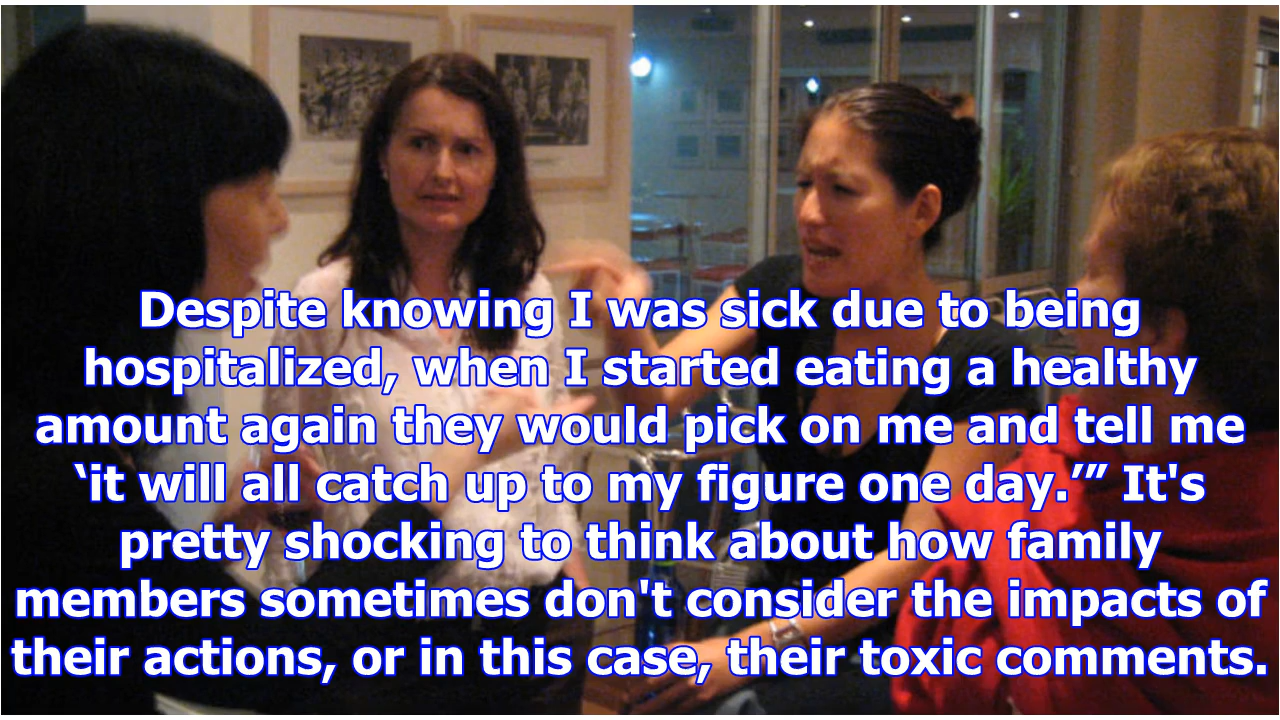 Despite knowing I was sick due to being
hospitalized, when I started eating a healthy
amount again they would pick on me and tell me
‘it will all catch up to my figure one day.’” It's
pretty shocking to think about how family
members sometimes don't consider the impacts of
their actions, or in this case, their toxic comments.